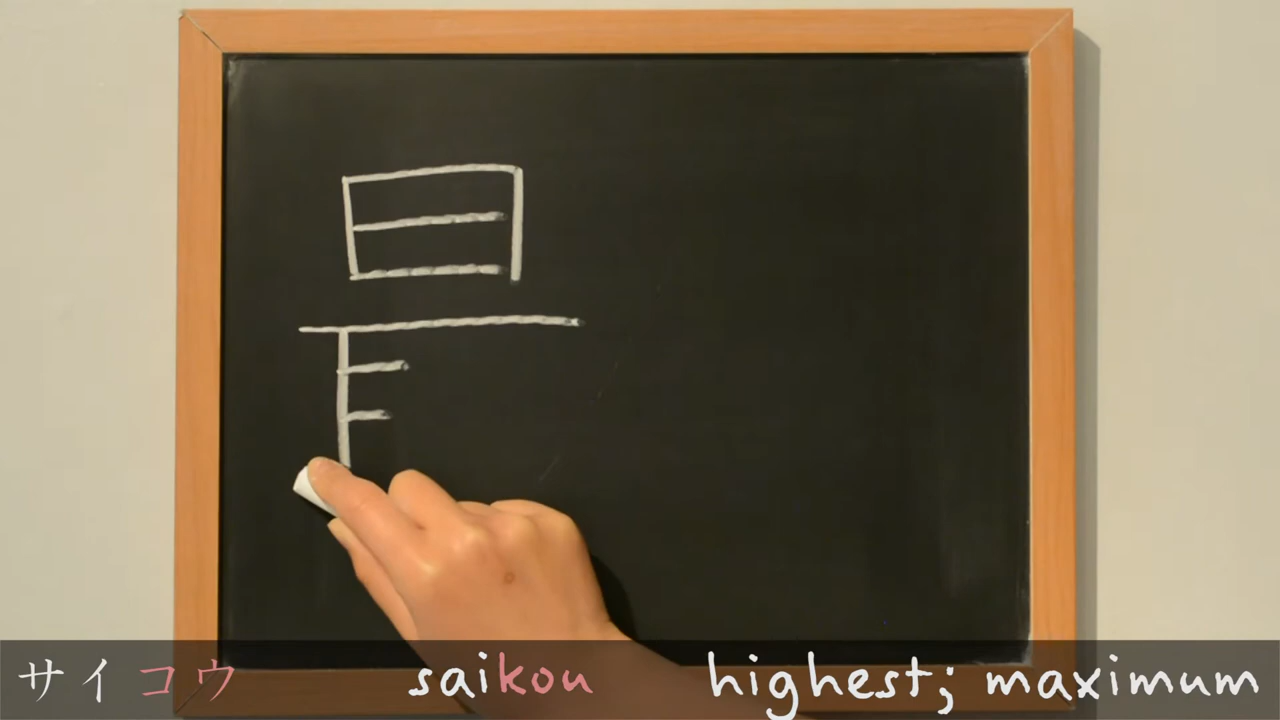 サイコウ saikou highest; maximum